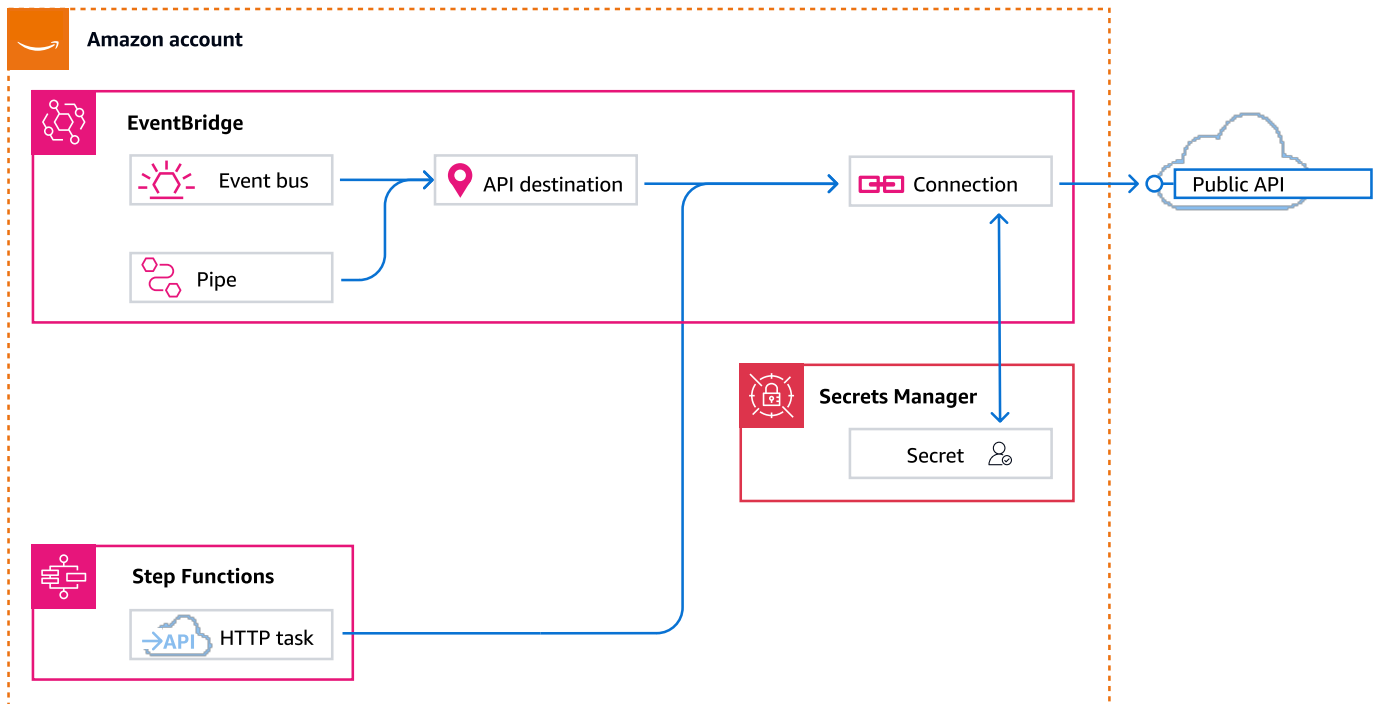 Amazon account
EventBridge
Event bus
API destination
Connection
Public API
Pipe
Secrets Manager
Secret
Step Functions
API
HTTP task